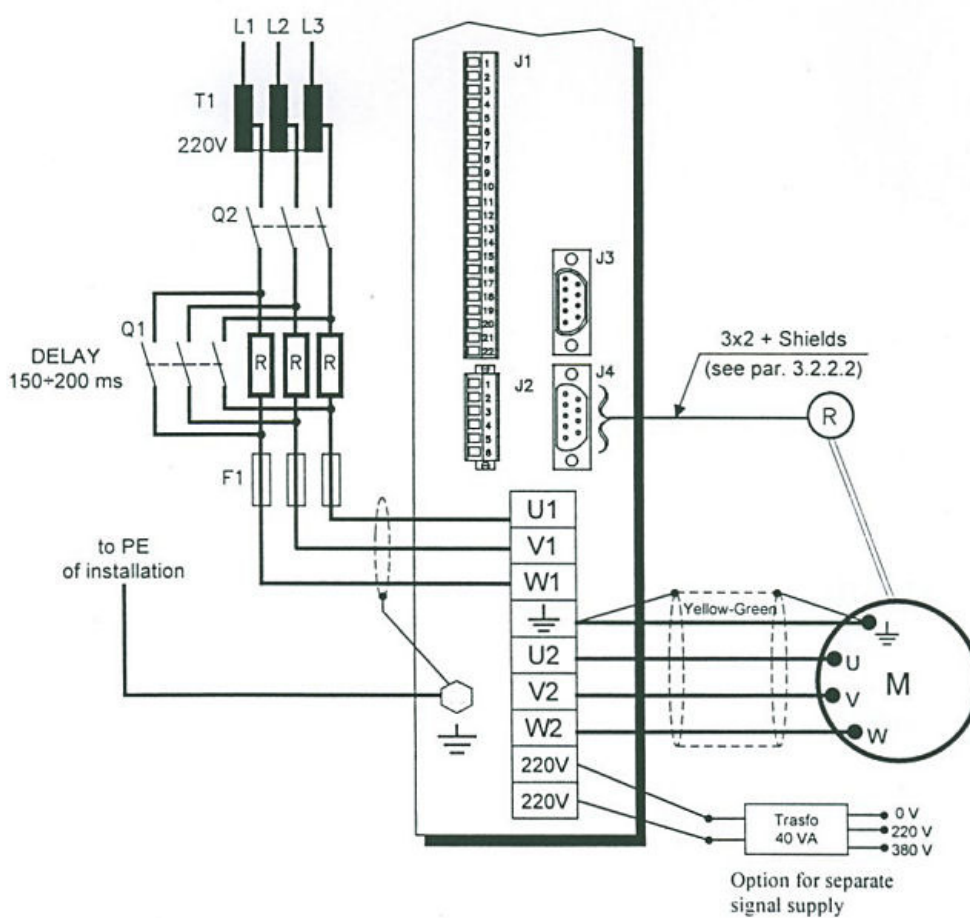 L1 L2 L3
T1
220V
Q2
Q1
DELAY
150÷200 ms
R R R
F1
to PE
of installation
J1
1
2
3
4
5
6
7
8
9
10
11
12
13
14
15
16
17
18
19
20
21
22
J2
1
2
3
4
5
6
J3
J4
3x2 + Shields
(see par. 3.2.2.2)
R
U1
V1
W1
U2
V2
W2
220V
220V
Yellow-Green
U
V
W
M
Trasfo
40 VA
0 V
220 V
380 V
Option for separate
signal supply